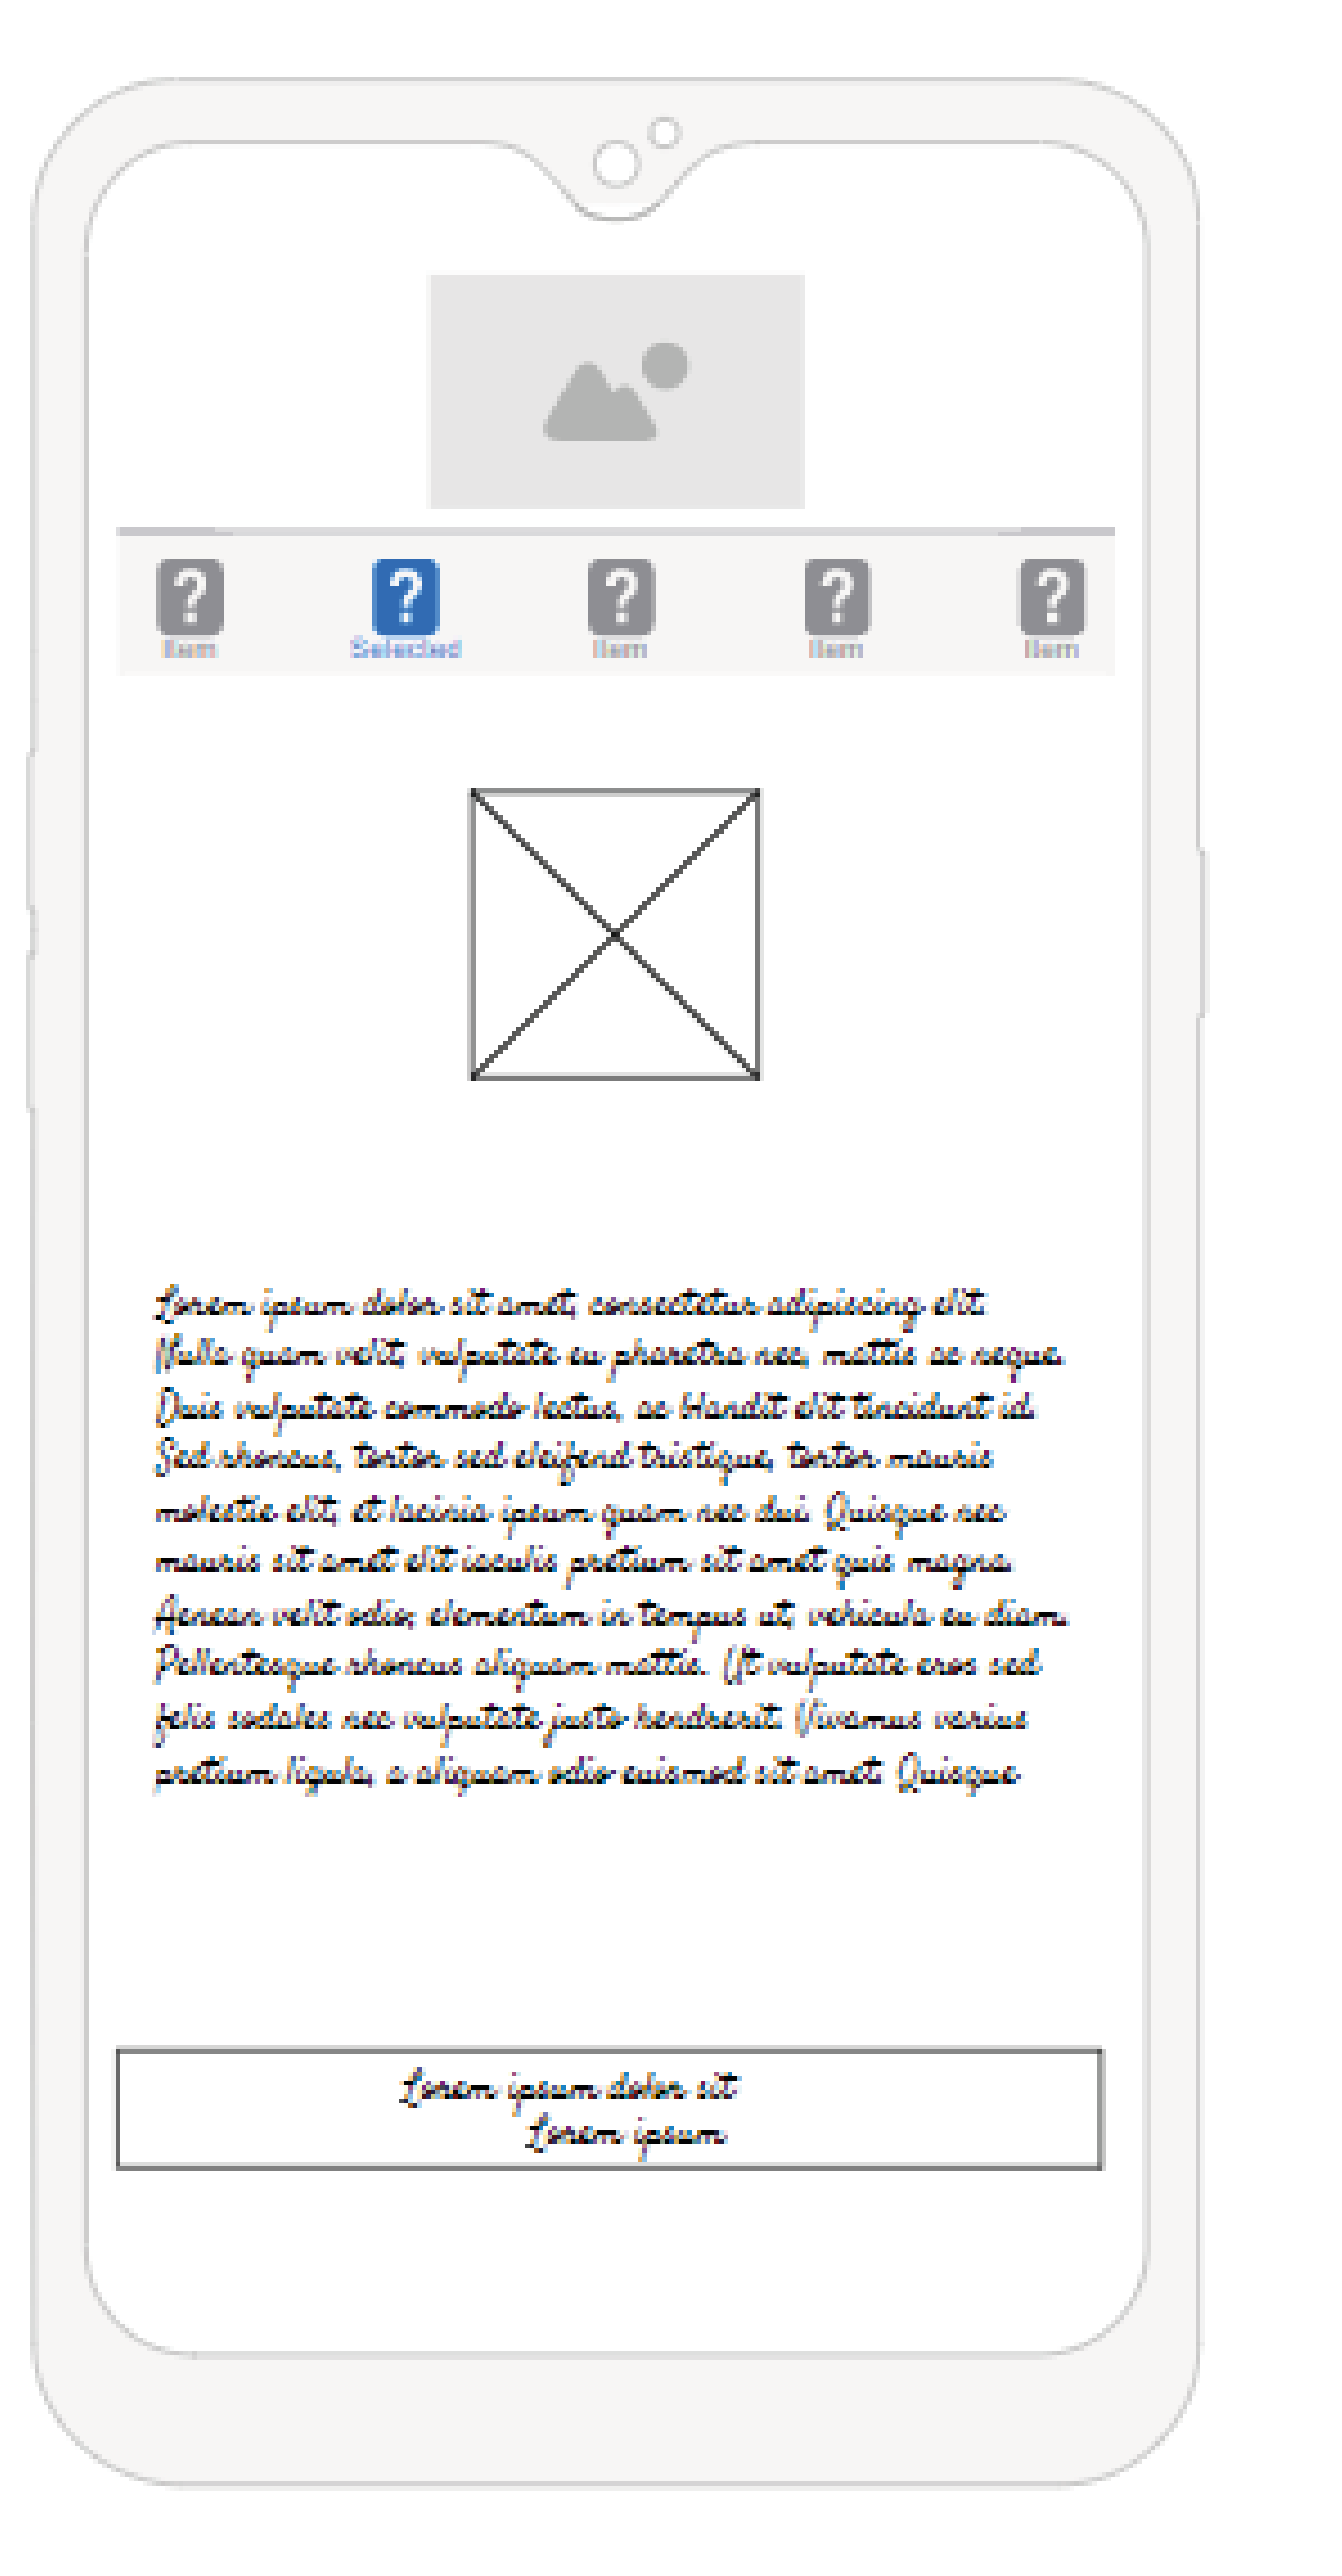 ? ? ? ? ?
Item Selected Item Item Item
Lorem ipsum dolor sit amet, consectetur adipiscing elit.
Nulla quam velit, vulputate eu pharetra nec, mattis ac neque.
Duis vulputate commodo lectus, ac blandit elit tincidunt id.
Sed rhoncus, tortor sed eleifend tristique, tortor mauris
molestie elit, et lacinia ipsum quam nec dui. Quisque nec
mauris sit amet elit iaculis pretium sit amet quis magna.
Aenean velit odio, elementum in tempus ut, vehicula eu diam.
Pellentesque rhoncus aliquam mattis. Ut vulputate eros sed
felis sodales nec vulputate justo hendrerit. Vivamus varius
pretium ligula, a aliquam odio euismod sit amet. Quisque
Lorem ipsum dolor sit
Lorem ipsum